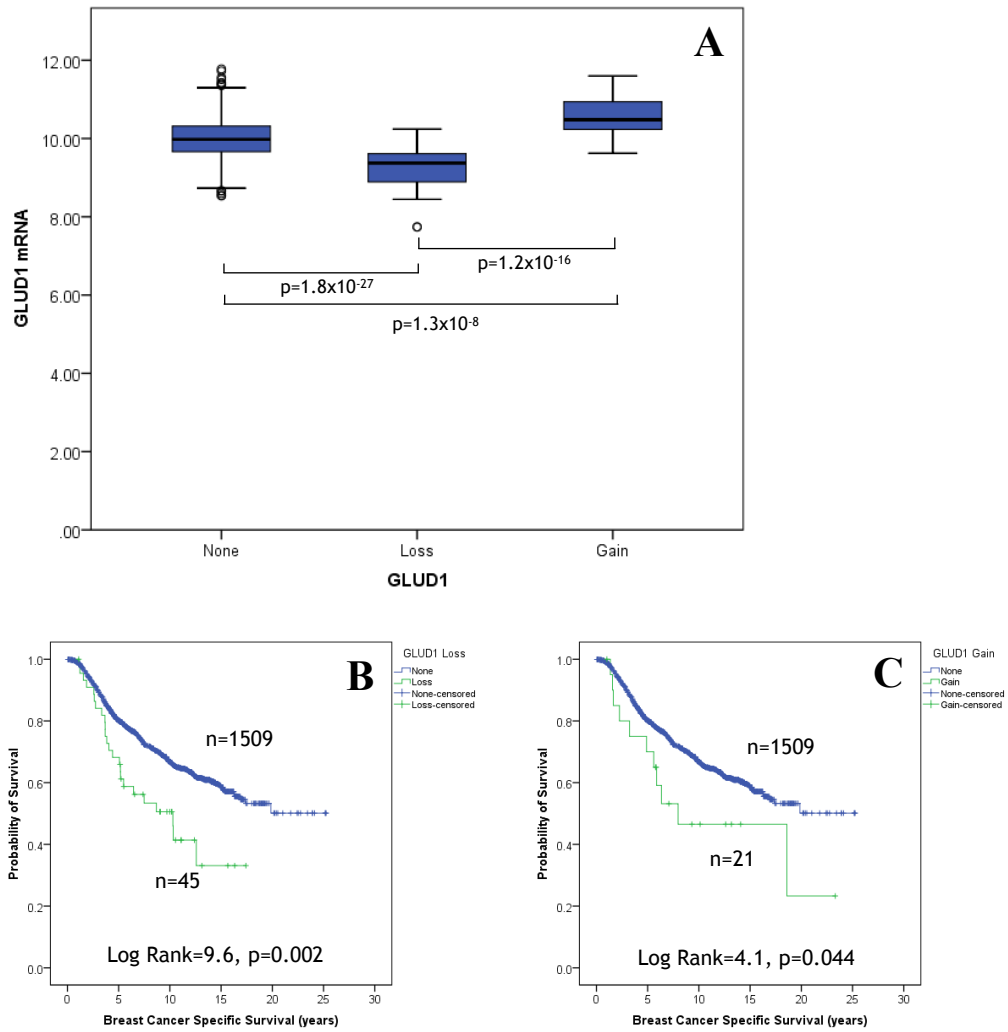 A
GLUD1 mRNA
12.00
10.00
8.00
6.00
4.00
2.00
.00
p=1.2x10-16
p=1.8x10-27
p=1.3x10-8
None
Loss
Gain
GLUD1
B
Probability of Survival
1.0
0.8
0.6
0.4
0.2
0.0
GLUD1 Loss
None
Loss
None-censored
Loss-censored
n=1509
n=45
Log Rank=9.6, p=0.002
0 5 10 15 20 25 30
Breast Cancer Specific Survival (years)
C
Probability of Survival
1.0
0.8
0.6
0.4
0.2
0.0
GLUD1 Gain
None
Gain
None-censored
Gain-censored
n=1509
n=21
Log Rank=4.1, p=0.044
0 5 10 15 20 25 30
Breast Cancer Specific Survival (years)